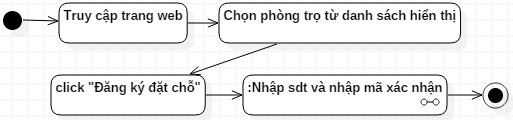 Truy cập trang web
Chọn phòng trọ từ danh sách hiển thị
click "Đăng ký đặt chỗ"
:Nhập sdt và nhập mã xác nhận